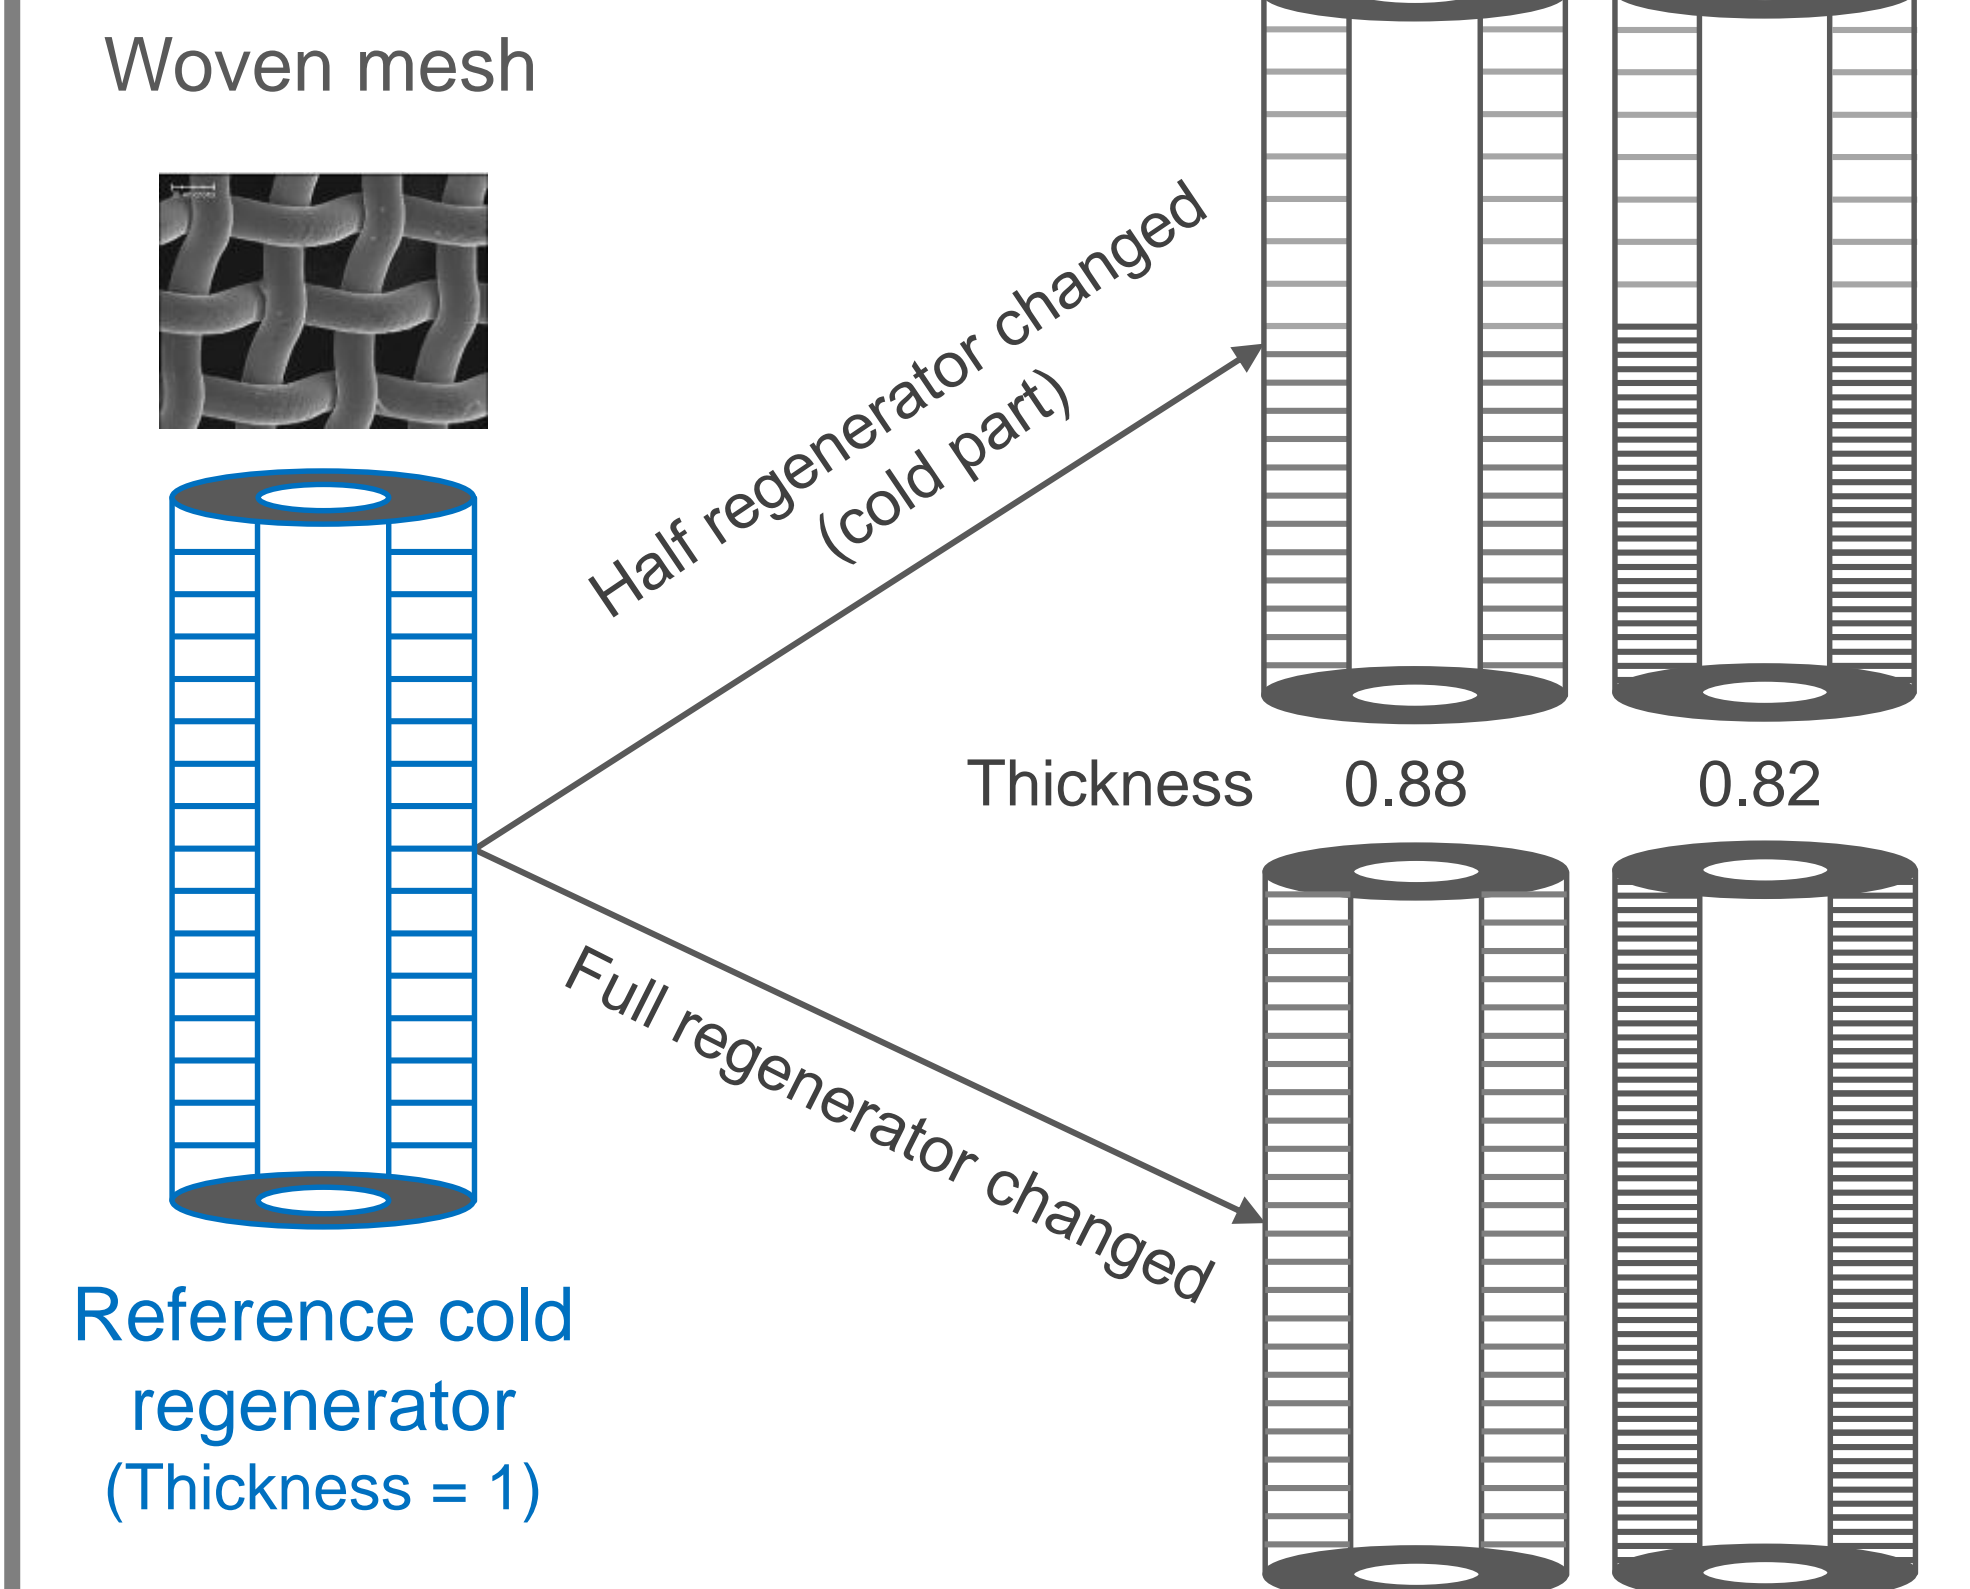 Woven mesh
Half regenerator changed
(cold part)
Thickness 0.88 0.82
Full regenerator changed
Reference cold
regenerator
(Thickness = 1)